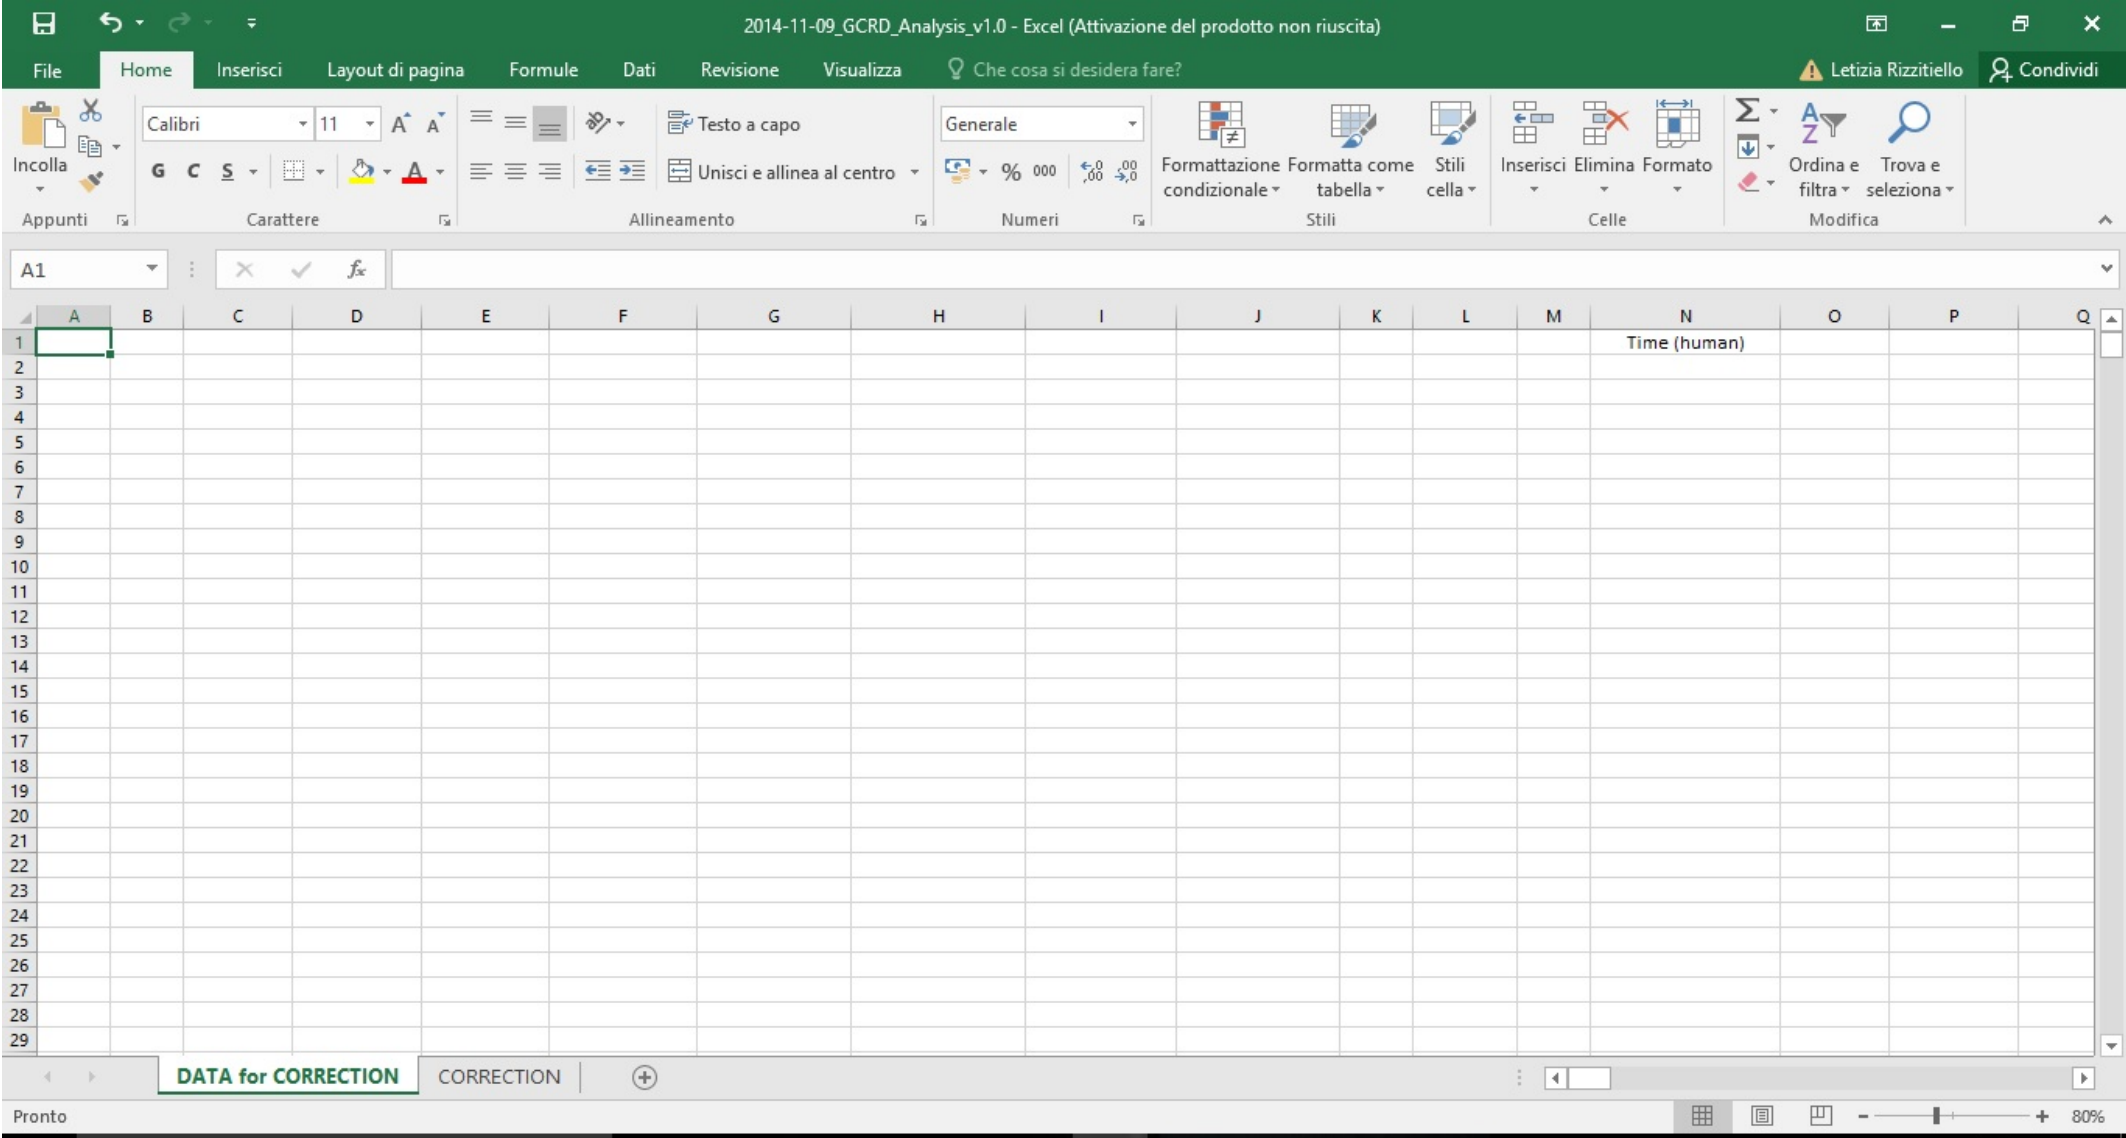 2014-11-09_GCRD_Analysis_v1.0 - Excel (Attivazione del prodotto non riuscita)
File Home Inserisci Layout di pagina Formule Dati Revisione Visualizza Che cosa si desidera fare? Letizia Rizzitiello Condividi
Calibri 11 Testo a capo Generale
Incolla G C S A Unisci e allinea al centro % 000 Formattazione condizionale Formatta come tabella Stili cella Inserisci Elimina Formato Ordina e filtra Trova e seleziona
Appunti Carattere Allineamento Numeri Stili Celle Modifica
A1 fx
A B C D E F G H I J K L M N O P Q
1 Time (human)
2
3
4
5
6
7
8
9
10
11
12
13
14
15
16
17
18
19
20
21
22
23
24
25
26
27
28
29
DATA for CORRECTION CORRECTION
Pronto 80%